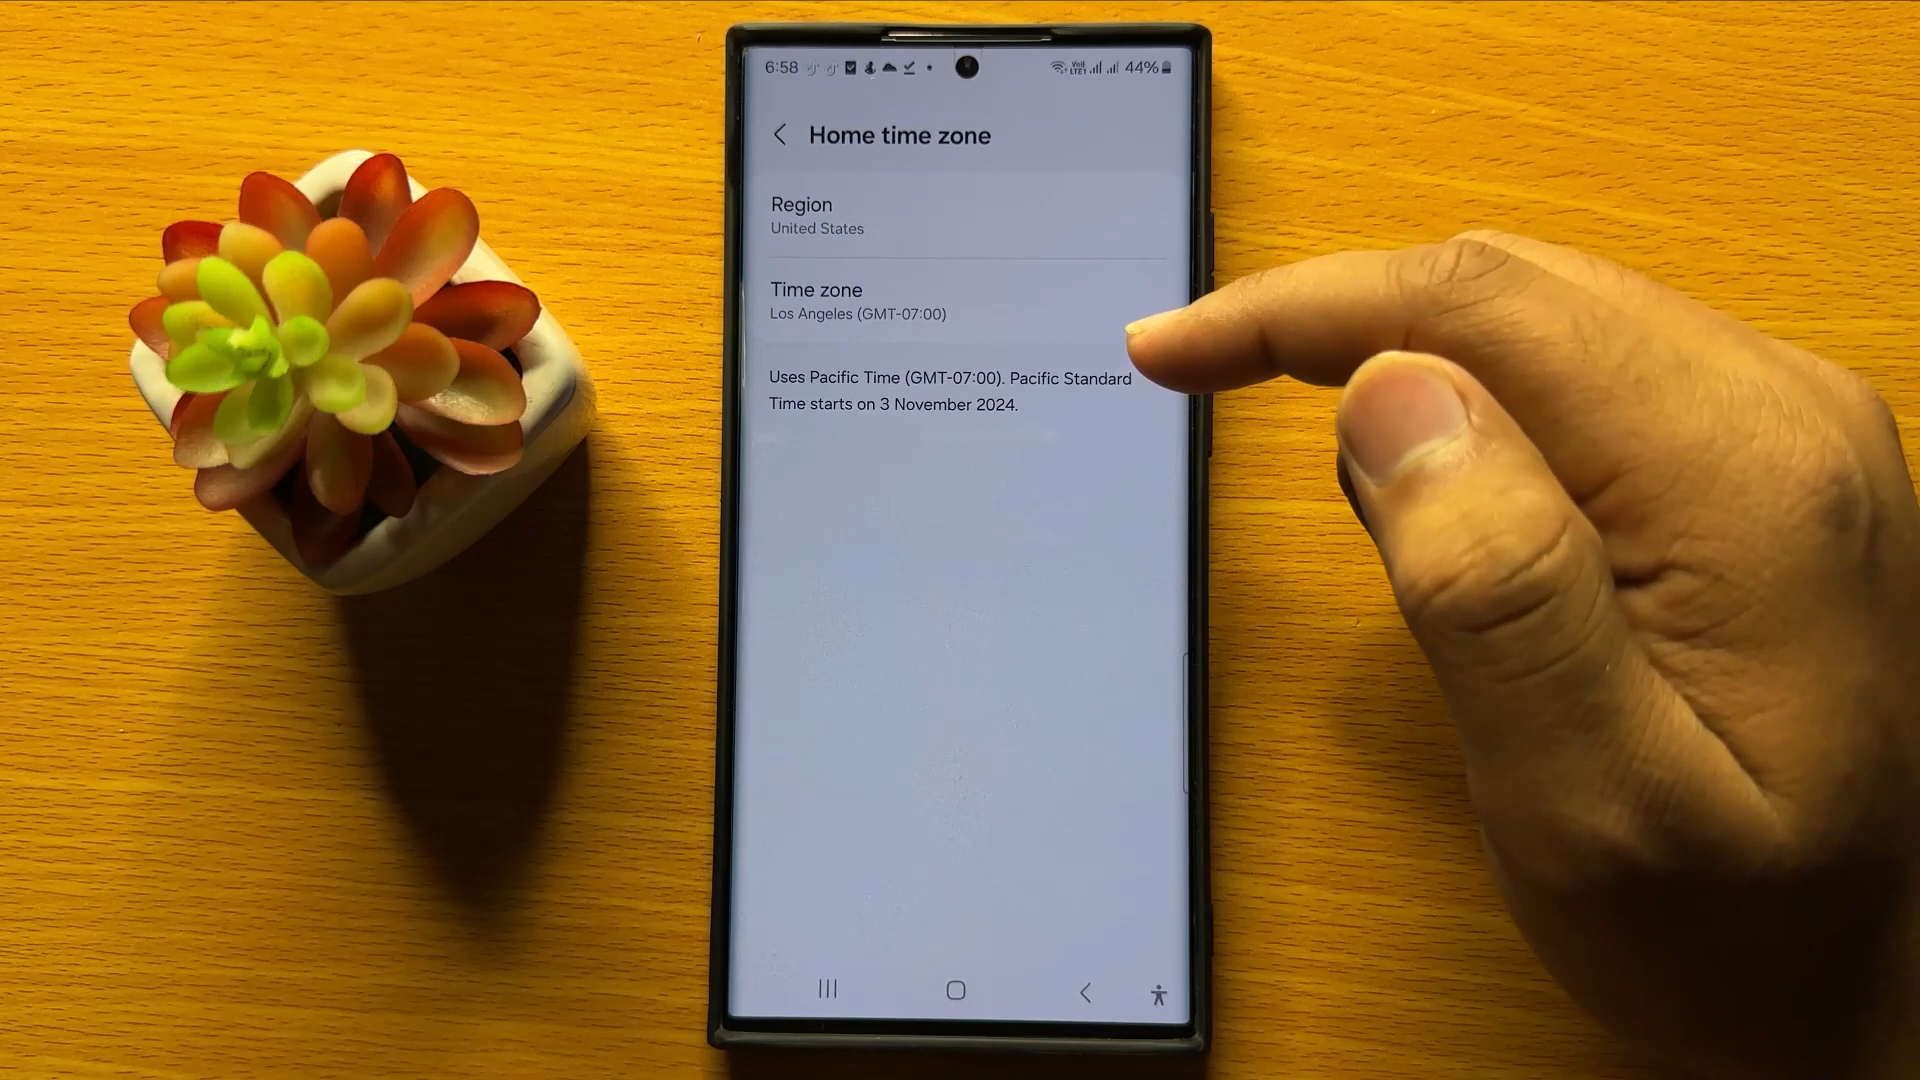 6:58 44%
Home time zone
Region
United States
Time zone
Los Angeles (GMT-07:00)
Uses Pacific Time (GMT-07:00). Pacific Standard
Time starts on 3 November 2024.